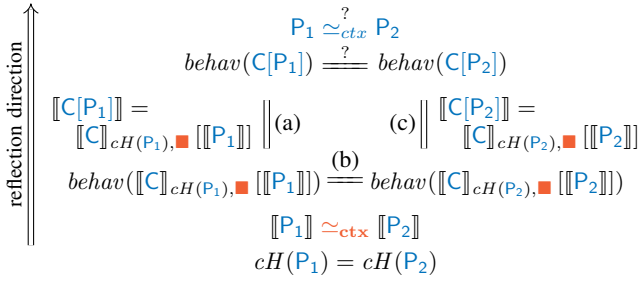 reflection direction
P₁ ≃ctx P₂ ?
behav(C[P₁]) =?= behav(C[P₂])
⟦C[P₁]⟧ = ‖ (a) (c) ‖ ⟦C[P₂]⟧ =
⟦C⟧cH(P₁),■ [⟦P₁⟧] ⟦C⟧cH(P₂),■ [⟦P₂⟧]
(b)
behav(⟦C⟧cH(P₁),■ [⟦P₁⟧]) == behav(⟦C⟧cH(P₂),■ [⟦P₂⟧])
⟦P₁⟧ ≃ctx ⟦P₂⟧
cH(P₁) = cH(P₂)